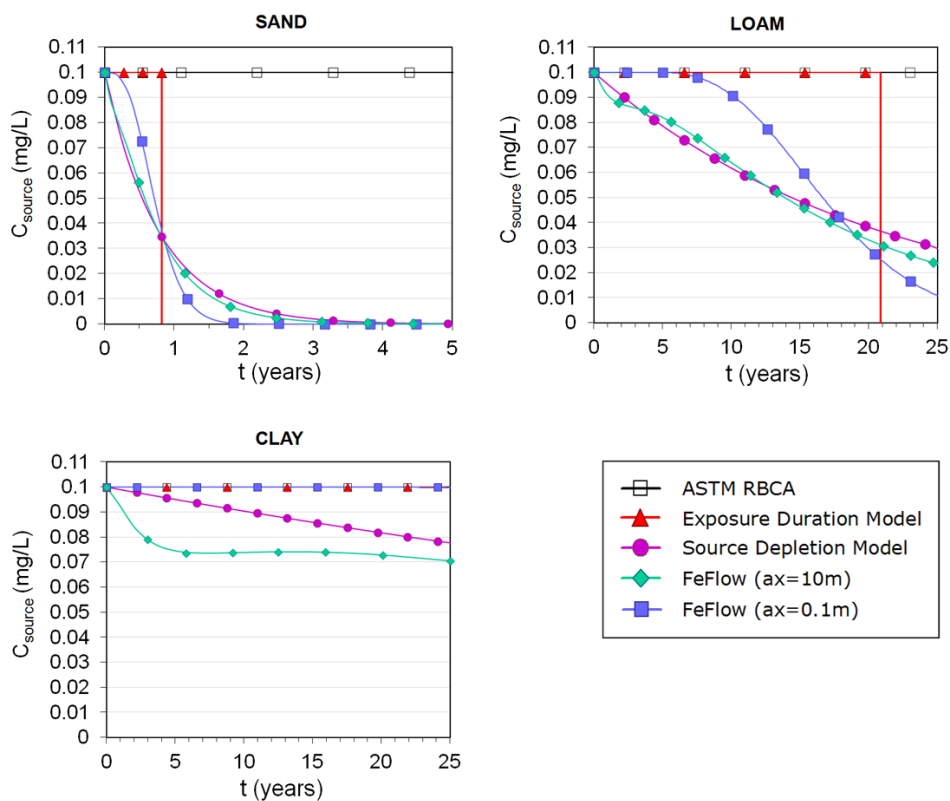 SAND
0.11
0.1
0.09
0.08
0.07
0.06
0.05
0.04
0.03
0.02
0.01
0
C_source (mg/L)
0 1 2 3 4 5
t (years)
LOAM
0.11
0.1
0.09
0.08
0.07
0.06
0.05
0.04
0.03
0.02
0.01
0
C_source (mg/L)
0 5 10 15 20 25
t (years)
CLAY
0.11
0.1
0.09
0.08
0.07
0.06
0.05
0.04
0.03
0.02
0.01
0
C_source (mg/L)
0 5 10 15 20 25
t (years)
ASTM RBCA
Exposure Duration Model
Source Depletion Model
FeFlow (ax=10m)
FeFlow (ax=0.1m)